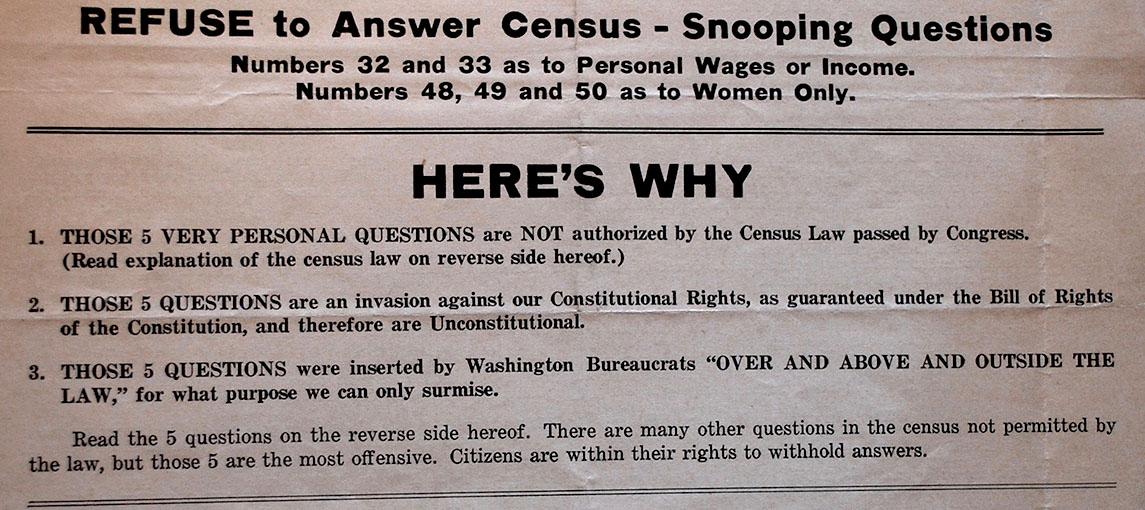 REFUSE to Answer Census - Snooping Questions
Numbers 32 and 33 as to Personal Wages or Income.
Numbers 48, 49 and 50 as to Women Only.
HERE'S WHY
1. THOSE 5 VERY PERSONAL QUESTIONS are NOT authorized by the Census Law passed by Congress.
(Read explanation of the census law on reverse side hereof.)
2. THOSE 5 QUESTIONS are an invasion against our Constitutional Rights, as guaranteed under the Bill of Rights
of the Constitution, and therefore are Unconstitutional.
3. THOSE 5 QUESTIONS were inserted by Washington Bureaucrats “OVER AND ABOVE AND OUTSIDE THE
LAW,” for what purpose we can only surmise.
Read the 5 questions on the reverse side hereof. There are many other questions in the census not permitted by
the law, but those 5 are the most offensive. Citizens are within their rights to withhold answers.